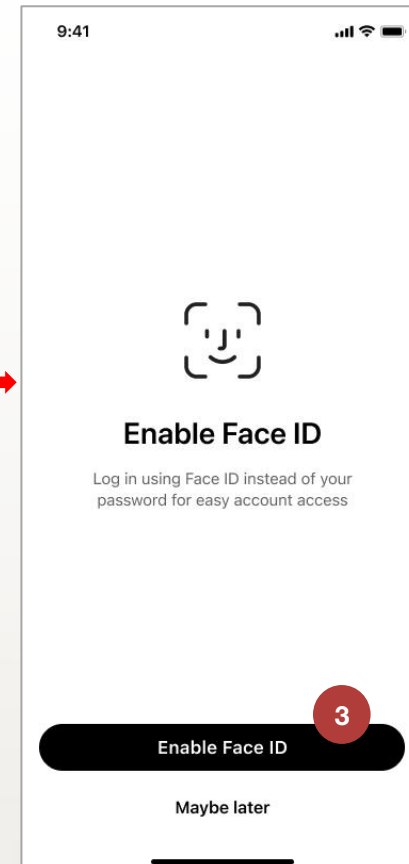 9:41
Enable Face ID
Log in using Face ID instead of your
password for easy account access
3
Enable Face ID
Maybe later